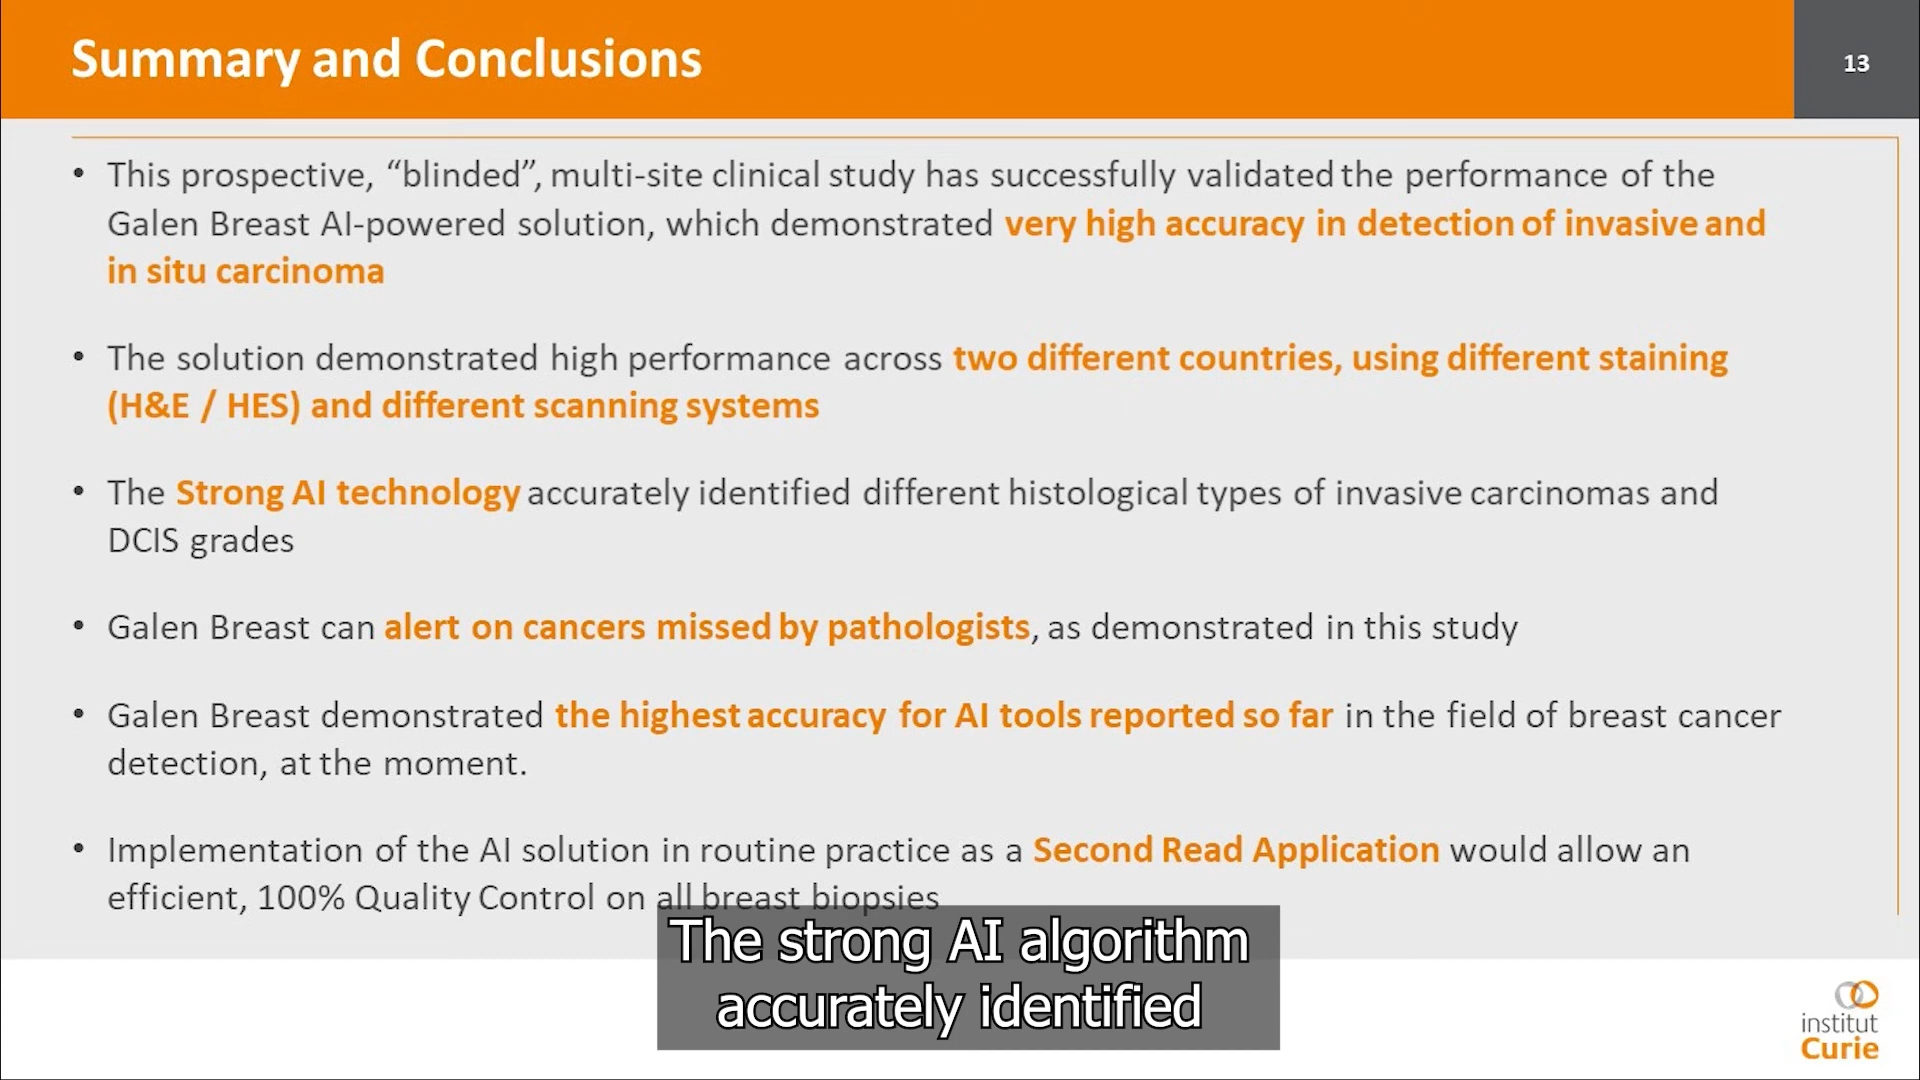 Summary and Conclusions
13
• This prospective, “blinded”, multi-site clinical study has successfully validated the performance of the
Galen Breast AI-powered solution, which demonstrated very high accuracy in detection of invasive and
in situ carcinoma
• The solution demonstrated high performance across two different countries, using different staining
(H&E / HES) and different scanning systems
• The Strong AI technology accurately identified different histological types of invasive carcinomas and
DCIS grades
• Galen Breast can alert on cancers missed by pathologists, as demonstrated in this study
• Galen Breast demonstrated the highest accuracy for AI tools reported so far in the field of breast cancer
detection, at the moment.
• Implementation of the AI solution in routine practice as a Second Read Application would allow an
efficient, 100% Quality Control on all breast biopsies
The strong AI algorithm
accurately identified
institut
Curie